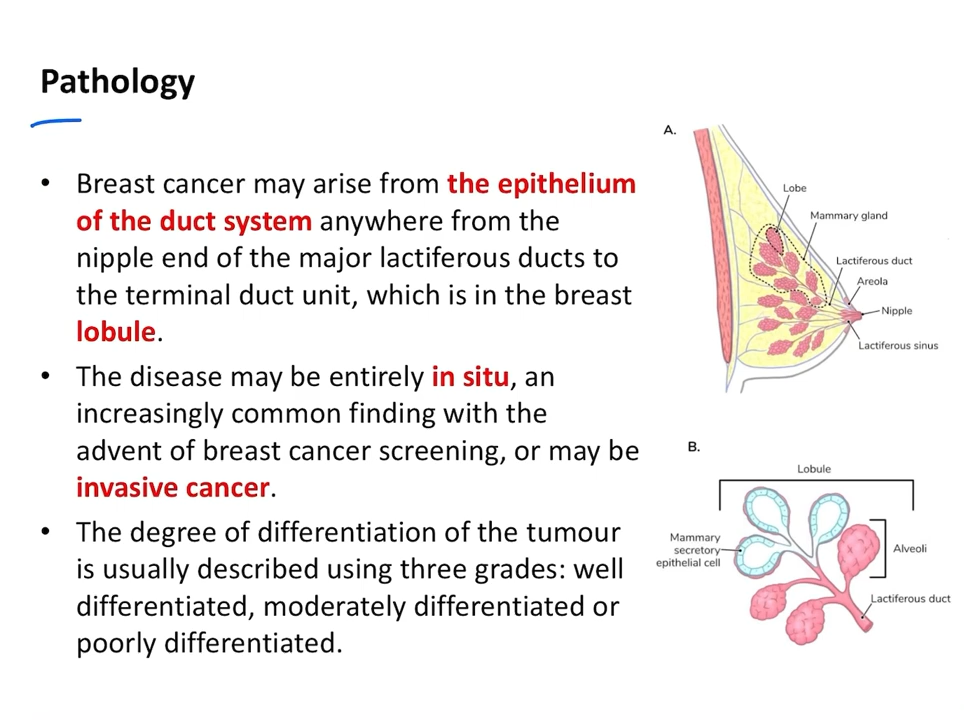 Pathology
• Breast cancer may arise from the epithelium
of the duct system anywhere from the
nipple end of the major lactiferous ducts to
the terminal duct unit, which is in the breast
lobule.
• The disease may be entirely in situ, an
increasingly common finding with the
advent of breast cancer screening, or may be
invasive cancer.
• The degree of differentiation of the tumour
is usually described using three grades: well
differentiated, moderately differentiated or
poorly differentiated.
A.
Lobe
Mammary gland
Lactiferous duct
Areola
Nipple
Lactiferous sinus
B.
Lobule
Mammary
secretory
epithelial cell
Alveoli
Lactiferous duct